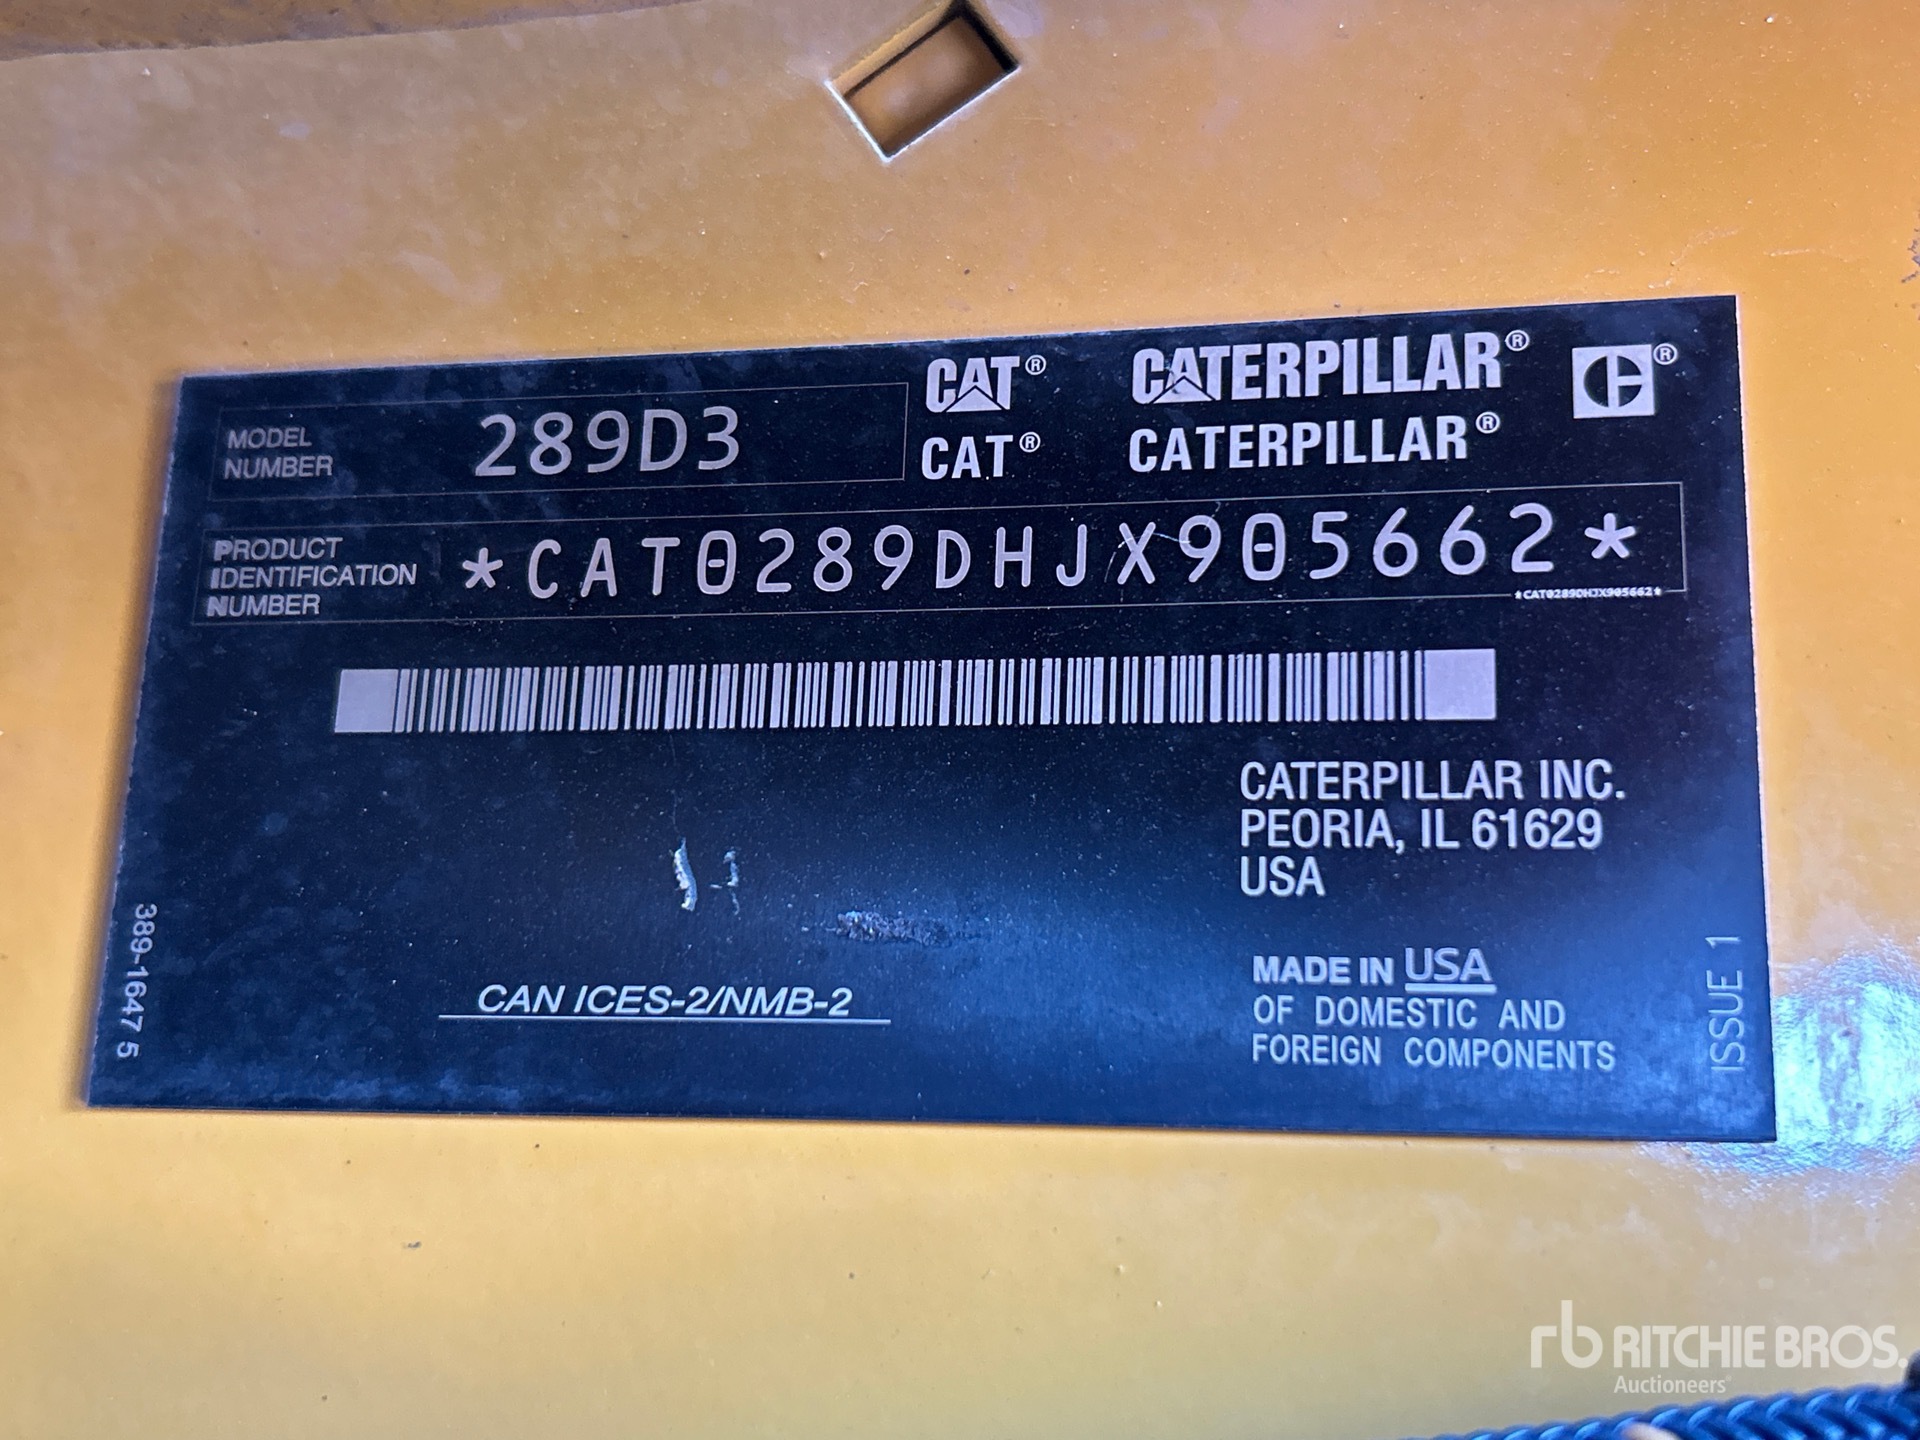 MODEL NUMBER 289D3
CAT® CATERPILLAR®
CAT® CATERPILLAR®
®
PRODUCT IDENTIFICATION NUMBER
*CAT0289DHJX905662*
*CAT0289DHJX905662*
CATERPILLAR INC.
PEORIA, IL 61629
USA
CAN ICES-2/NMB-2
MADE IN USA
OF DOMESTIC AND
FOREIGN COMPONENTS
389-1647 5
ISSUE 1
rb RITCHIE BROS.
Auctioneers